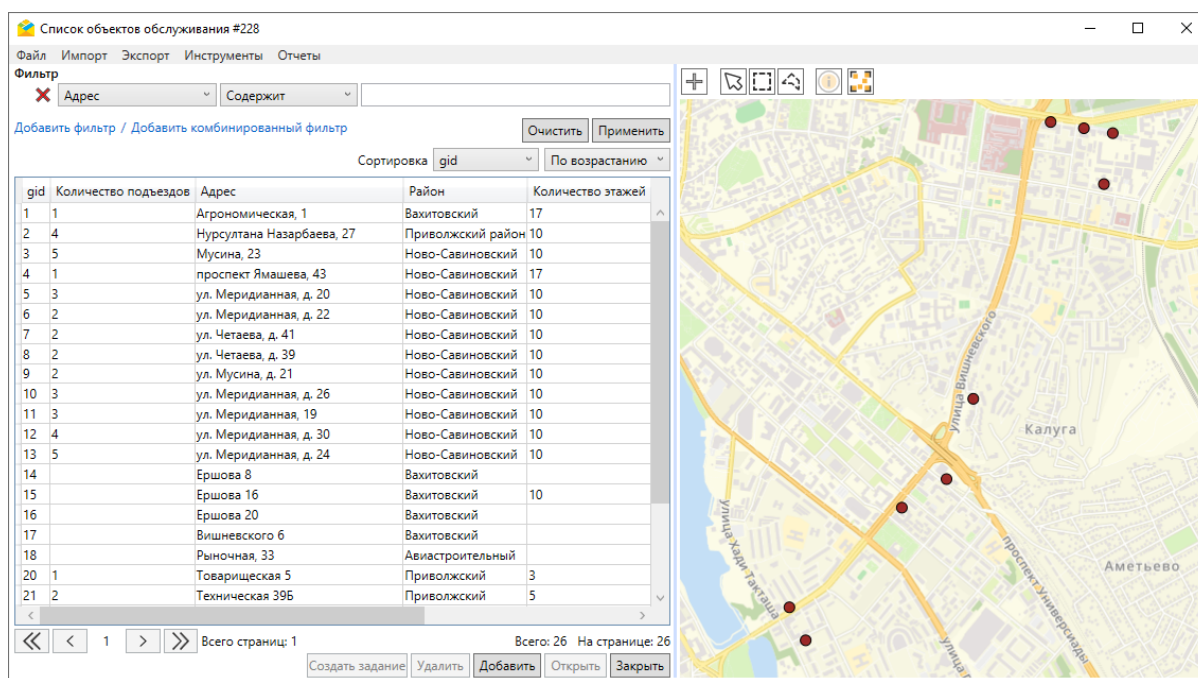 Список объектов обслуживания #228
Файл Импорт Экспорт Инструменты Отчеты
Фильтр
Адрес Содержит
Добавить фильтр / Добавить комбинированный фильтр Очистить Применить
Сортировка gid По возрастанию
gid Количество подъездов Адрес Район Количество этажей
1 1 Агрономическая, 1 Вахитовский 17
2 4 Нурсултана Назарбаева, 27 Приволжский район 10
3 5 Мусина, 23 Ново-Савиновский 10
4 1 проспект Ямашева, 43 Ново-Савиновский 17
5 3 ул. Меридианная, д. 20 Ново-Савиновский 10
6 2 ул. Меридианная, д. 22 Ново-Савиновский 10
7 2 ул. Четаева, д. 41 Ново-Савиновский 10
8 2 ул. Четаева, д. 39 Ново-Савиновский 10
9 2 ул. Мусина, д. 21 Ново-Савиновский 10
10 3 ул. Меридианная, д. 26 Ново-Савиновский 10
11 3 ул. Меридианная, 19 Ново-Савиновский 10
12 4 ул. Меридианная, д. 30 Ново-Савиновский 10
13 5 ул. Меридианная, д. 24 Ново-Савиновский 10
14 Ершова 8 Вахитовский
15 Ершова 16 Вахитовский 10
16 Ершова 20 Вахитовский
17 Вишневского 6 Вахитовский
18 Рыночная, 33 Авиастроительный
20 1 Товарищеская 5 Приволжский 3
21 2 Техническая 39Б Приволжский 5
1 Всего страниц: 1 Всего: 26 На странице: 26
Создать задание Удалить Добавить Открыть Закрыть
улица Вишневского
Калуга
улица Хади Такташа
проспект Универсиады
Аметьево
улица